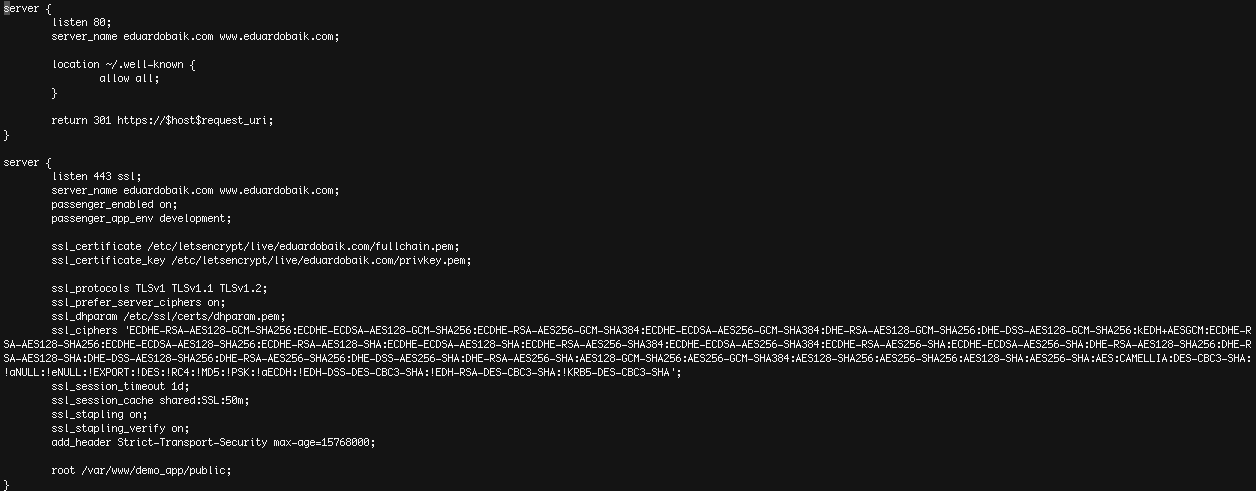 server {
listen 80;
server_name eduardobaik.com www.eduardobaik.com;
location ~/.well-known {
allow all;
}
return 301 https://$host$request_uri;
}
server {
listen 443 ssl;
server_name eduardobaik.com www.eduardobaik.com;
passenger_enabled on;
passenger_app_env development;
ssl_certificate /etc/letsencrypt/live/eduardobaik.com/fullchain.pem;
ssl_certificate_key /etc/letsencrypt/live/eduardobaik.com/privkey.pem;
ssl_protocols TLSv1 TLSv1.1 TLSv1.2;
ssl_prefer_server_ciphers on;
ssl_dhparam /etc/ssl/certs/dhparam.pem;
ssl_ciphers 'ECDHE-RSA-AES128-GCM-SHA256:ECDHE-ECDSA-AES128-GCM-SHA256:ECDHE-RSA-AES256-GCM-SHA384:ECDHE-ECDSA-AES256-GCM-SHA384:DHE-RSA-AES128-GCM-SHA256:DHE-DSS-AES128-GCM-SHA256:kEDH+AESGCM:ECDHE-R
SA-AES128-SHA256:ECDHE-ECDSA-AES128-SHA256:ECDHE-RSA-AES128-SHA:ECDHE-ECDSA-AES128-SHA:ECDHE-RSA-AES256-SHA384:ECDHE-ECDSA-AES256-SHA384:ECDHE-RSA-AES256-SHA:ECDHE-ECDSA-AES256-SHA:DHE-RSA-AES128-SHA256:DHE-R
SA-AES128-SHA:DHE-DSS-AES128-SHA256:DHE-RSA-AES256-SHA256:DHE-DSS-AES256-SHA:DHE-RSA-AES256-SHA:AES128-GCM-SHA256:AES256-GCM-SHA384:AES128-SHA256:AES256-SHA256:AES128-SHA:AES256-SHA:AES:CAMELLIA:DES-CBC3-SHA:
!aNULL:!eNULL:!EXPORT:!DES:!RC4:!MD5:!PSK:!aECDH:!EDH-DSS-DES-CBC3-SHA:!EDH-RSA-DES-CBC3-SHA:!KRB5-DES-CBC3-SHA';
ssl_session_timeout 1d;
ssl_session_cache shared:SSL:50m;
ssl_stapling on;
ssl_stapling_verify on;
add_header Strict-Transport-Security max-age=15768000;
root /var/www/demo_app/public;
}